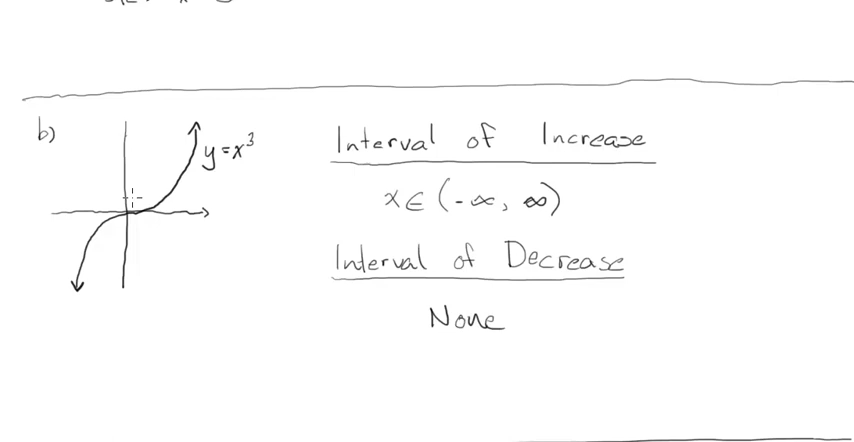 b)
y=x³
Interval of Increase
x∈(-∞, ∞)
Interval of Decrease
None